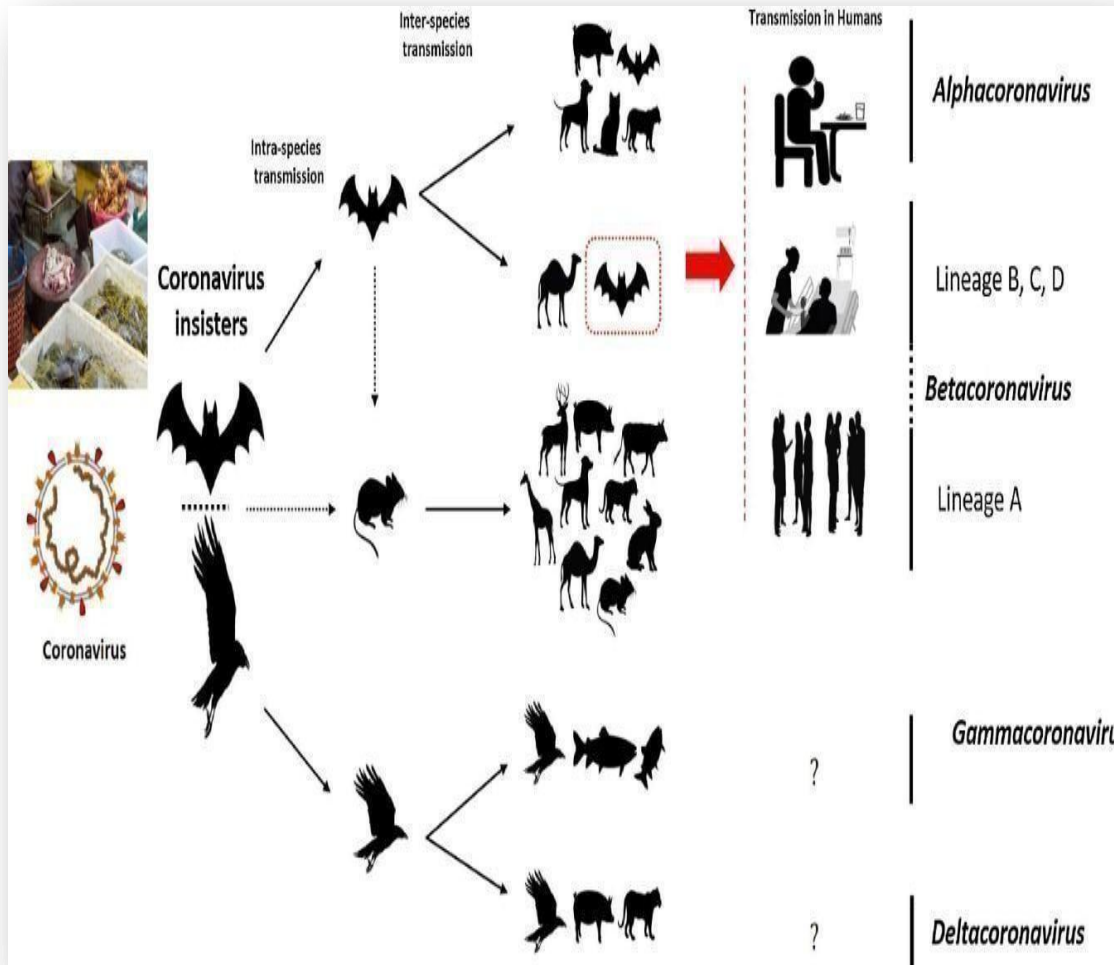 Inter-species
transmission
Transmission in Humans
Alphacoronavirus
Intra-species
transmission
Coronavirus
insisters
Lineage B, C, D
Betacoronavirus
Lineage A
Coronavirus
Gammacoronaviru
?
?
Deltacoronavirus